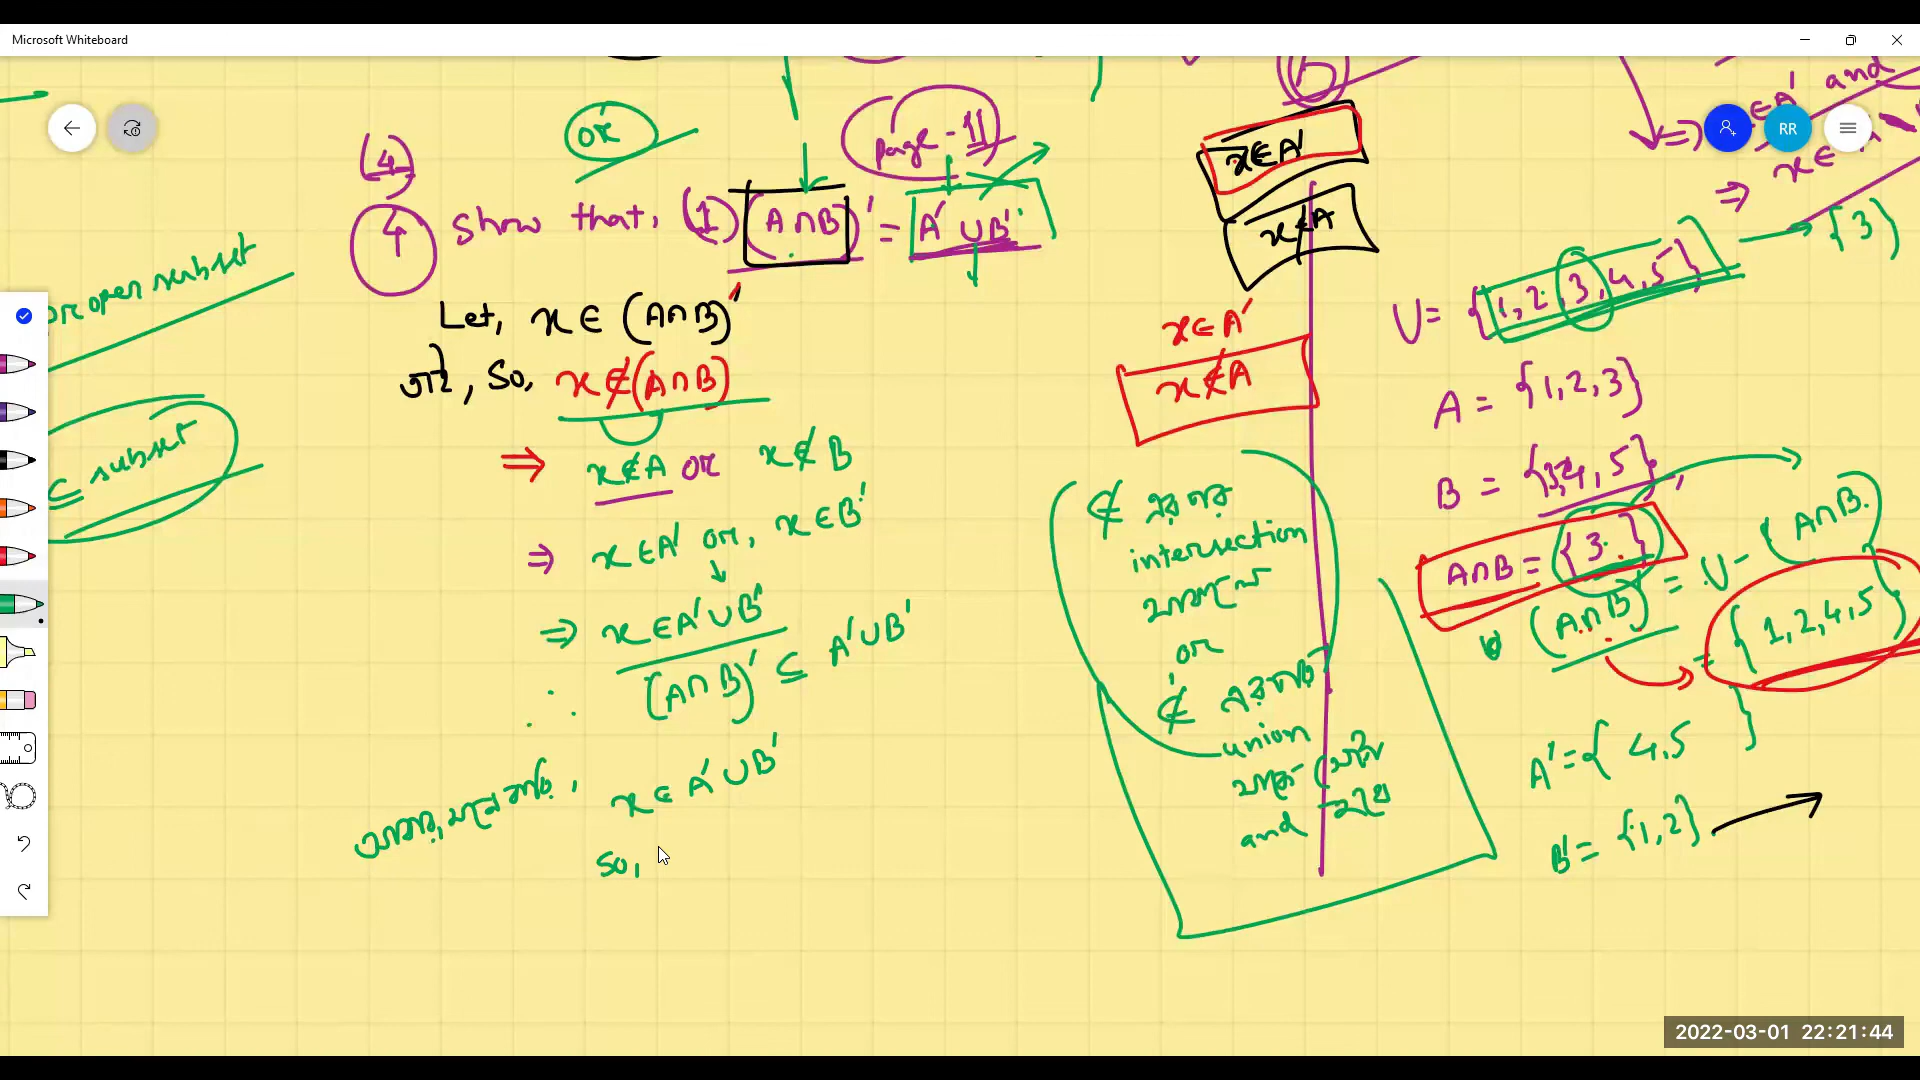 Microsoft Whiteboard
RR
∈A' and
⇒) x∈
(4)
or
page-11
x∈A'
x∉A
4 show that, (1) (A∩B)' = A' ∪B'
subset
Let, x∈ (A∩B)'
So, x∉(A∩B)
⇒ x∉A or x∉B
⇒ x∈A' or, x∈B'
⇒ x∈A'∪B'
∴ (A∩B)' ⊆ A'∪B'
x∈A'∪B'
So,
⊆ subset
x∈A'
x∉A
∉
intersection
or
∉
union
and
U= {1,2,3,4,5} → {3}
A = {1,2,3}
B = {3,4,5},
A∩B = {3}
(A∩B)' = U-(A∩B)
= {1,2,4,5}
A'={4,5}
B'= {1,2}
2022-03-01 22:21:44